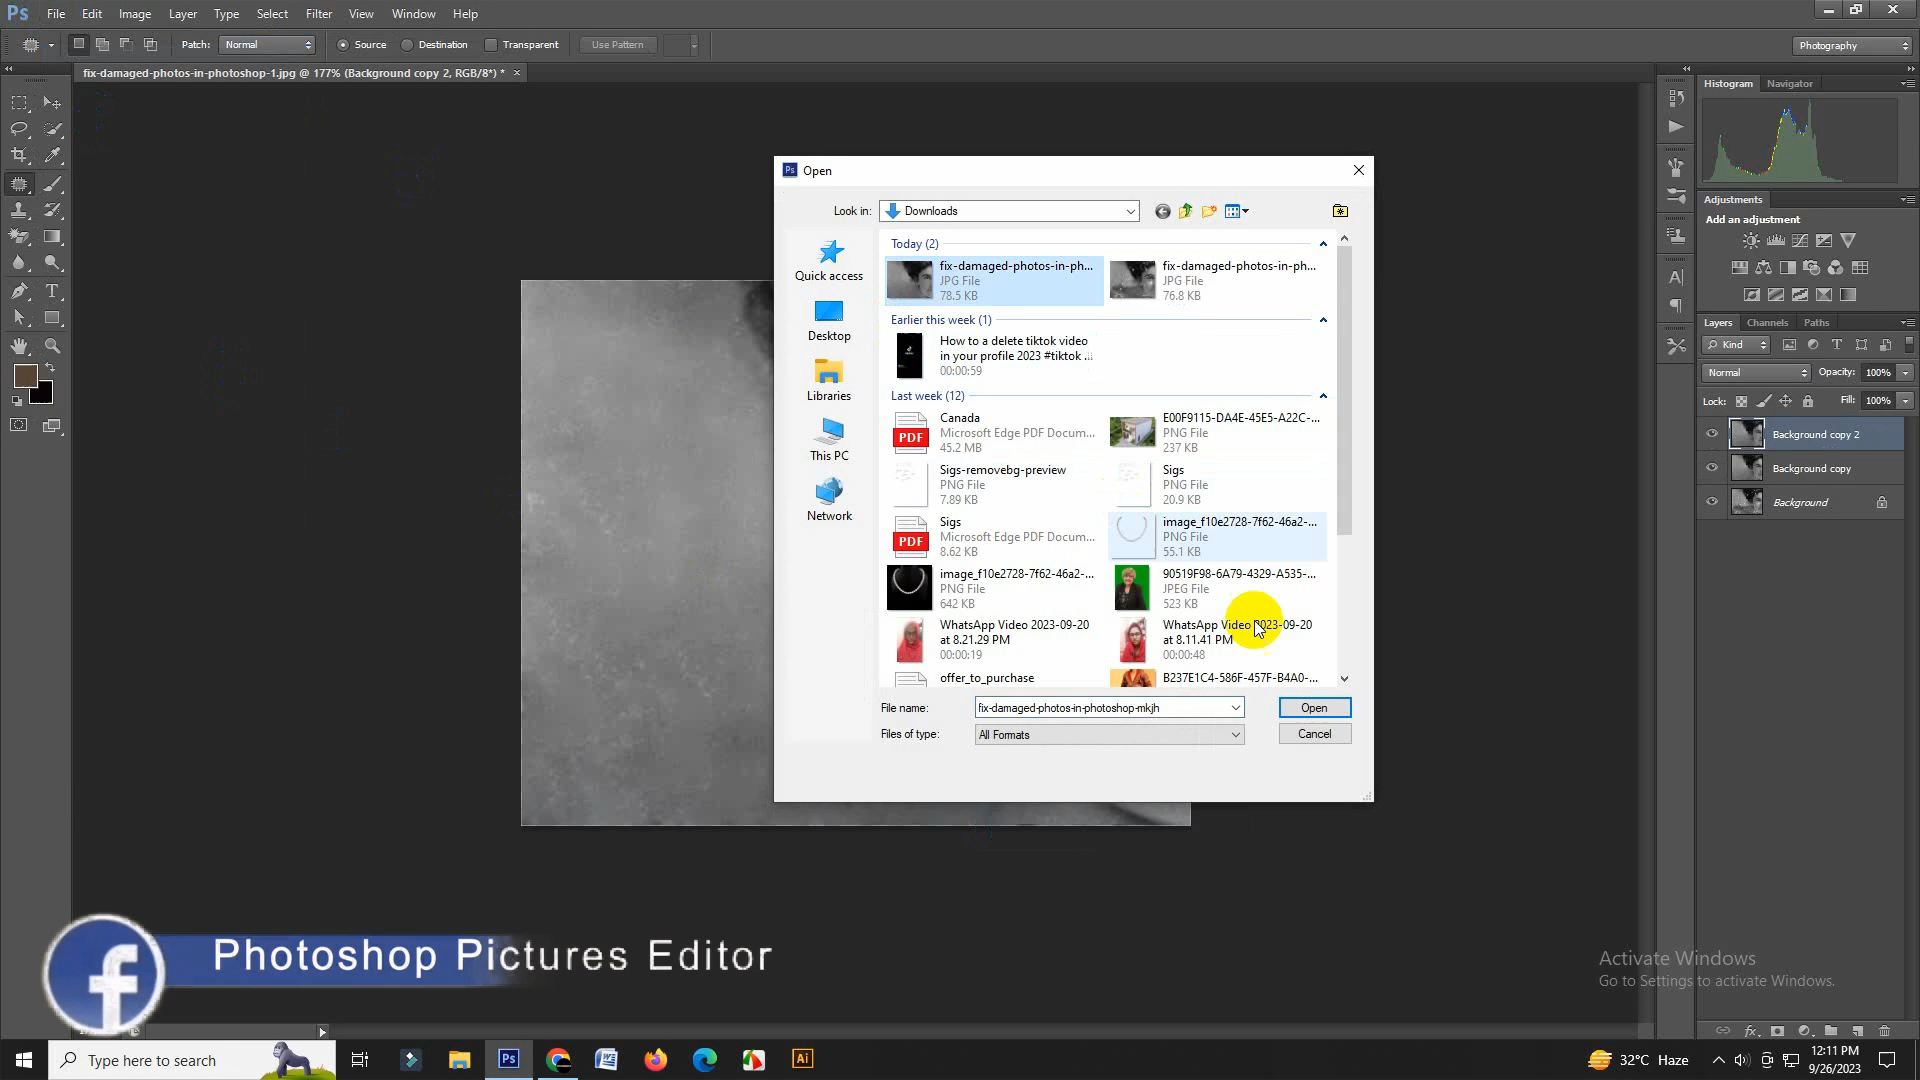 Ps File Edit Image Layer Type Select Filter View Window Help
Patch: Normal Source Destination Transparent Use Pattern Photography
fix-damaged-photos-in-photoshop-1.jpg @ 177% (Background copy 2, RGB/8*) * ×
Histogram Navigator
Adjustments
Add an adjustment
Layers Channels Paths
Kind
Normal Opacity: 100%
Lock: Fill: 100%
Background copy 2
Background copy
Background
Ps Open
Look in: Downloads
Quick access
Desktop
Libraries
This PC
Network
Today (2)
fix-damaged-photos-in-ph...
JPG File
78.5 KB
fix-damaged-photos-in-ph...
JPG File
76.8 KB
Earlier this week (1)
How to a delete tiktok video
in your profile 2023 #tiktok ...
00:00:59
Last week (12)
PDF
Canada
Microsoft Edge PDF Docum...
45.2 MB
E00F9115-DA4E-45E5-A22C-...
PNG File
237 KB
Sigs-removebg-preview
PNG File
7.89 KB
Sigs
PNG File
20.9 KB
PDF
Sigs
Microsoft Edge PDF Docum...
8.62 KB
image_f10e2728-7f62-46a2-...
PNG File
55.1 KB
image_f10e2728-7f62-46a2-...
PNG File
642 KB
90519F98-6A79-4329-A535-...
JPEG File
523 KB
WhatsApp Video 2023-09-20
at 8.21.29 PM
00:00:19
WhatsApp Video 2023-09-20
at 8.11.41 PM
00:00:48
offer_to_purchase
B237E1C4-586F-457F-B4A0-...
File name: fix-damaged-photos-in-photoshop-mkjh Open
Files of type: All Formats Cancel
f Photoshop Pictures Editor
Activate Windows
Go to Settings to activate Windows.
Type here to search
Ps
Ai
32°C Haze
12:11 PM
9/26/2023